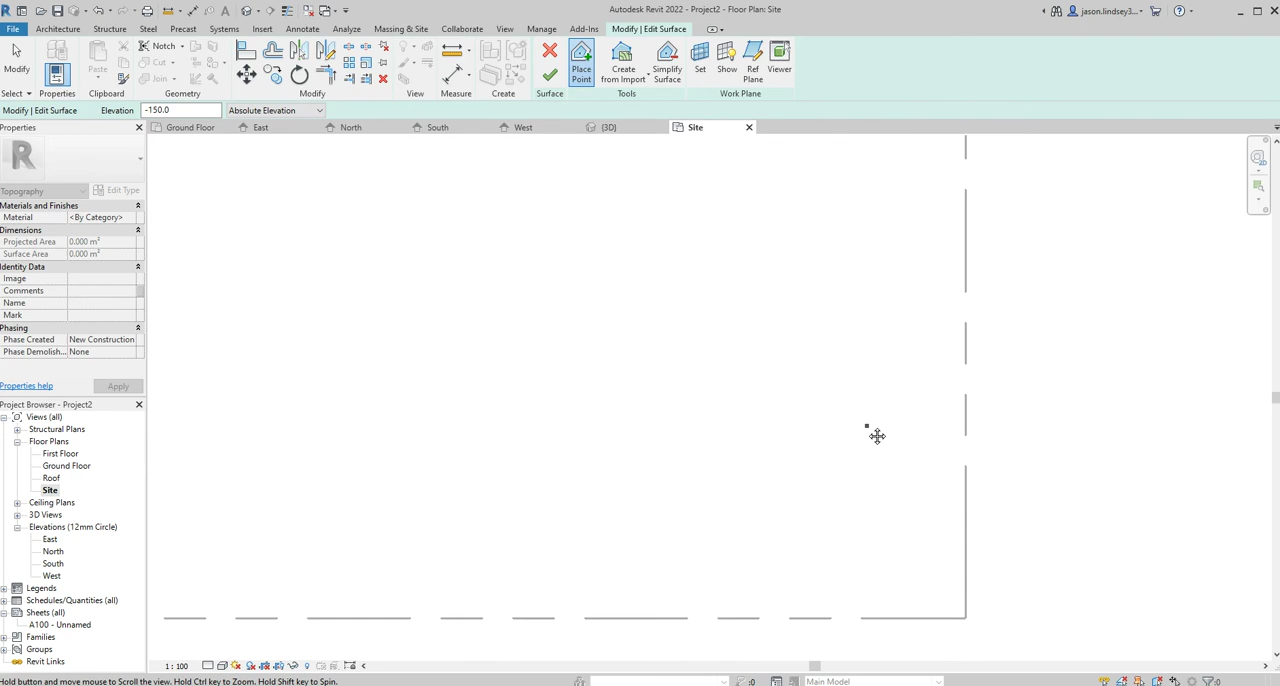 Autodesk Revit 2022 - Project2 - Floor Plan: Site
jason.lindsey3...
File Architecture Structure Steel Precast Systems Insert Annotate Analyze Massing & Site Collaborate View Manage Add-Ins Modify | Edit Surface
Modify Paste Notch Cut Join Place Point Create from Import Simplify Surface Set Show Ref Plane Viewer
Select Properties Clipboard Geometry Modify View Measure Create Surface Tools Work Plane
Modify | Edit Surface Elevation -150.0 Absolute Elevation
Properties
Ground Floor East North South West {3D} Site
Topography Edit Type
Materials and Finishes
Material <By Category>
Dimensions
Projected Area 0.000 m²
Surface Area 0.000 m²
Identity Data
Image
Comments
Name
Mark
Phasing
Phase Created New Construction
Phase Demolish... None
Properties help Apply
Project Browser - Project2
Views (all)
Structural Plans
Floor Plans
First Floor
Ground Floor
Roof
Site
Ceiling Plans
3D Views
Elevations (12mm Circle)
East
North
South
West
Legends
Schedules/Quantities (all)
Sheets (all)
A100 - Unnamed
Families
Groups
Revit Links
1 : 100
Hold button and move mouse to Scroll the view. Hold Ctrl key to Zoom. Hold Shift key to Spin.
:0 Main Model :0